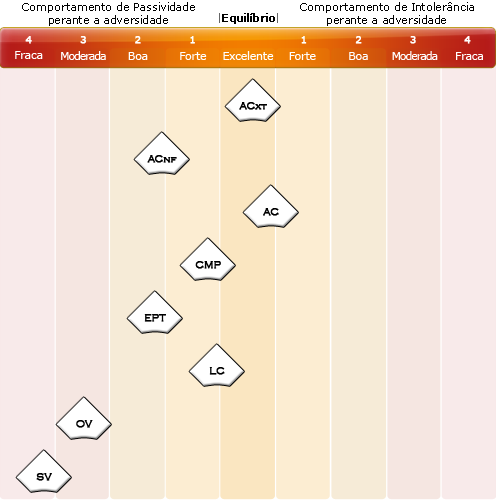 Comportamento de Passividade
perante a adversidade
|Equilíbrio|
Comportamento de Intolerância
perante a adversidade
4 3 2 1 1 2 3 4
Fraca Moderada Boa Forte Excelente Forte Boa Moderada Fraca
ACXT
ACNF
AC
CMP
EPT
LC
OV
SV